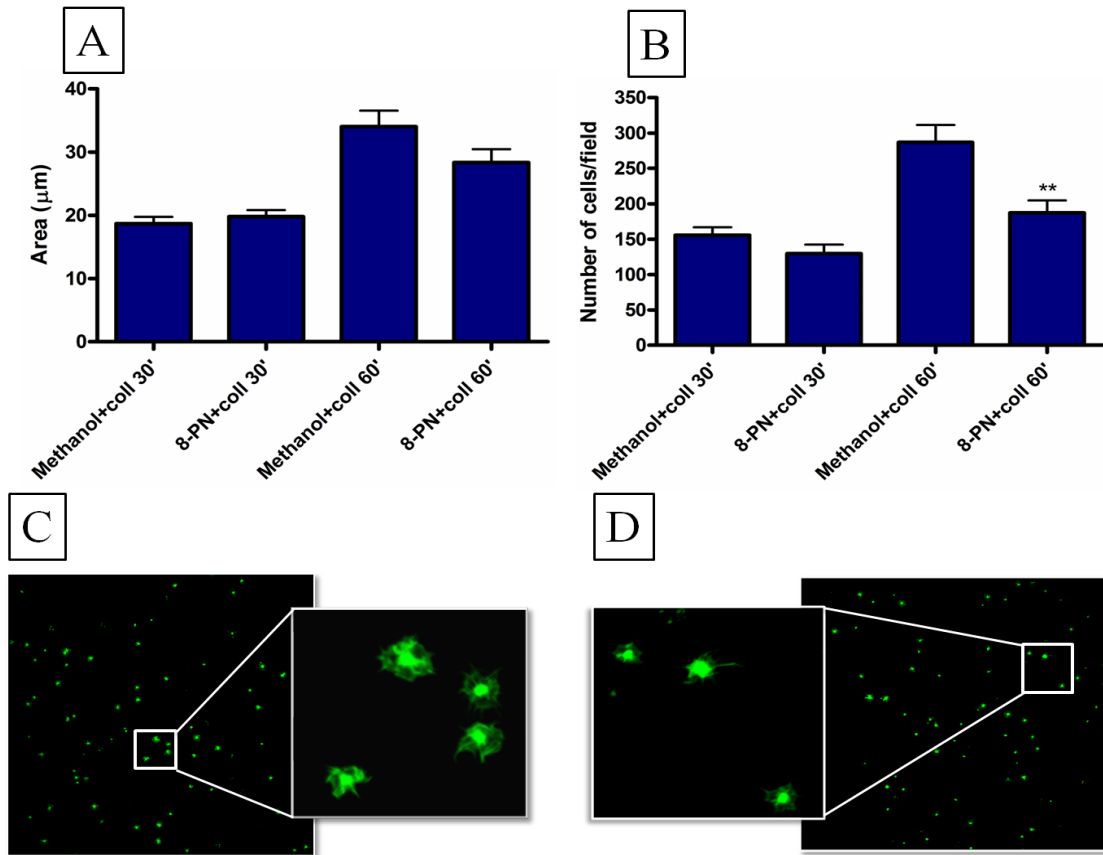 A
Area (μm)
40
30
20
10
0
Methanol+coll 30'
8-PN+coll 30'
Methanol+coll 60'
8-PN+coll 60'
B
Number of cells/field
350
300
250
200
150
100
50
0
**
Methanol+coll 30'
8-PN+coll 30'
Methanol+coll 60'
8-PN+coll 60'
C
D